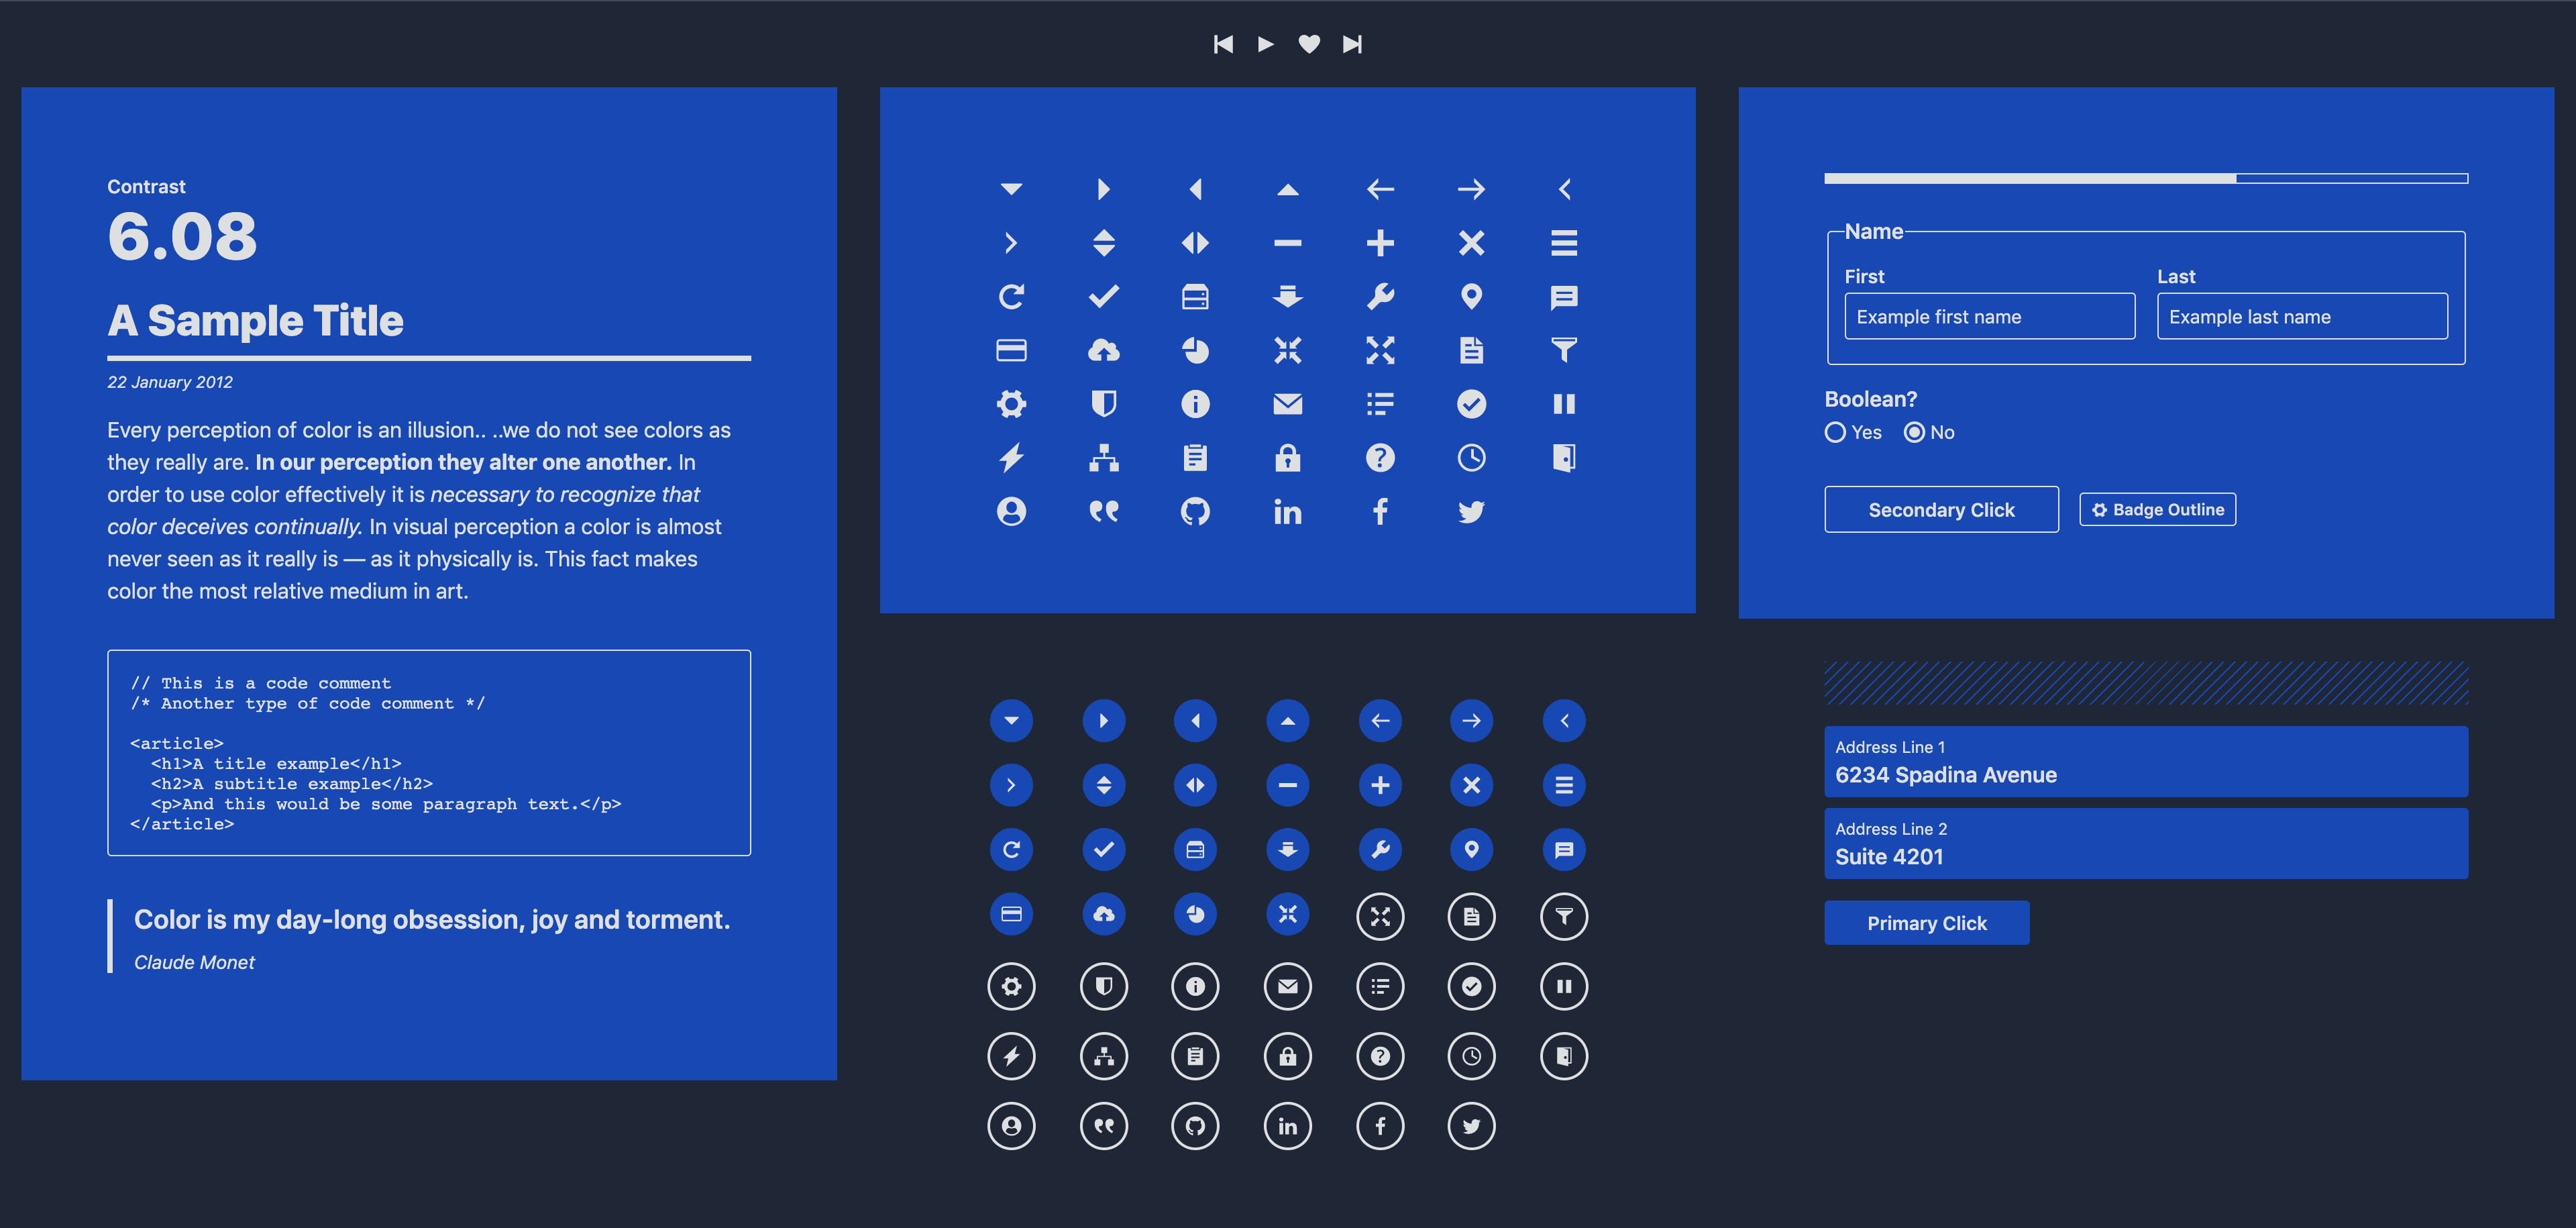 Contrast
6.08
A Sample Title
22 January 2012
Every perception of color is an illusion.. ..we do not see colors as
they really are. In our perception they alter one another. In
order to use color effectively it is necessary to recognize that
color deceives continually. In visual perception a color is almost
never seen as it really is — as it physically is. This fact makes
color the most relative medium in art.
// This is a code comment
/* Another type of code comment */
<article>
  <h1>A title example</h1>
  <h2>A subtitle example</h2>
  <p>And this would be some paragraph text.</p>
</article>
Color is my day-long obsession, joy and torment.
Claude Monet
Name
First Last
Example first name Example last name
Boolean?
Yes No
Secondary Click Badge Outline
Address Line 1
6234 Spadina Avenue
Address Line 2
Suite 4201
Primary Click